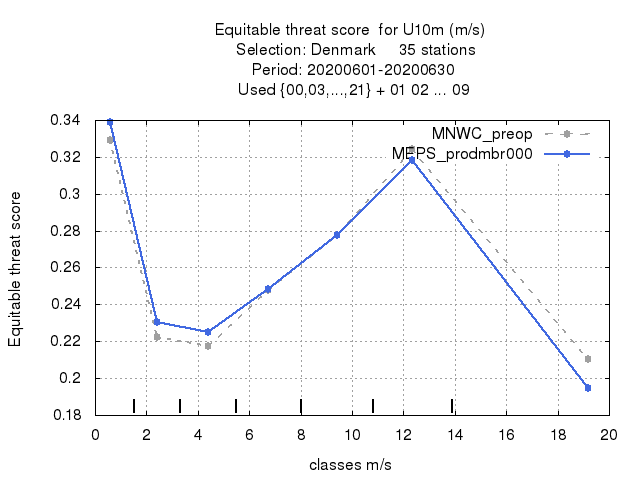 Equitable threat score  for U10m (m/s)
Selection: Denmark     35 stations
Period: 20200601-20200630
Used {00,03,...,21} + 01 02 ... 09
MNWC_preop
MEPS_prodmbr000
Equitable threat score
0.34
0.32
0.3
0.28
0.26
0.24
0.22
0.2
0.18
0 2 4 6 8 10 12 14 16 18 20
classes m/s